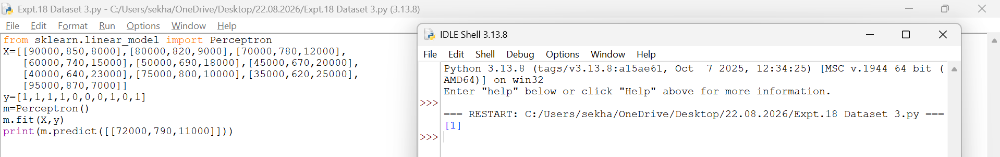 Expt.18 Dataset 3.py - C:/Users/sekha/OneDrive/Desktop/22.08.2026/Expt.18 Dataset 3.py (3.13.8)
File Edit Format Run Options Window Help
from sklearn.linear_model import Perceptron
X=[[90000,850,8000],[80000,820,9000],[70000,780,12000],
[60000,740,15000],[50000,690,18000],[45000,670,20000],
[40000,640,23000],[75000,800,10000],[35000,620,25000],
[95000,870,7000]]
y=[1,1,1,1,0,0,0,1,0,1]
m=Perceptron()
m.fit(X,y)
print(m.predict([[72000,790,11000]]))
IDLE Shell 3.13.8
File Edit Shell Debug Options Window Help
Python 3.13.8 (tags/v3.13.8:a15ae61, Oct  7 2025, 12:34:25) [MSC v.1944 64 bit (
AMD64)] on win32
Enter "help" below or click "Help" above for more information.
>>>
=== RESTART: C:/Users/sekha/OneDrive/Desktop/22.08.2026/Expt.18 Dataset 3.py ===
[1]
>>>